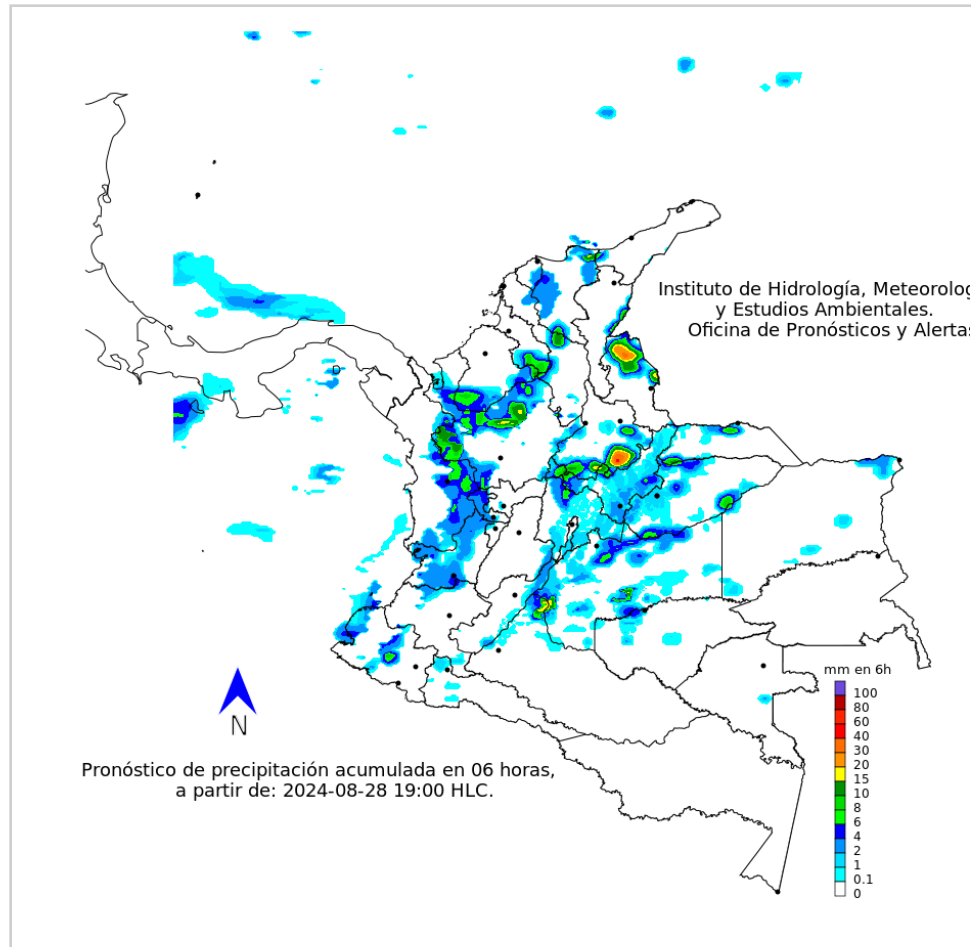 Instituto de Hidrología, Meteorolog
y Estudios Ambientales.
Oficina de Pronósticos y Alertas
mm en 6h
100
80
60
40
30
20
15
10
8
6
4
2
1
0.1
0
N
Pronóstico de precipitación acumulada en 06 horas,
a partir de: 2024-08-28 19:00 HLC.